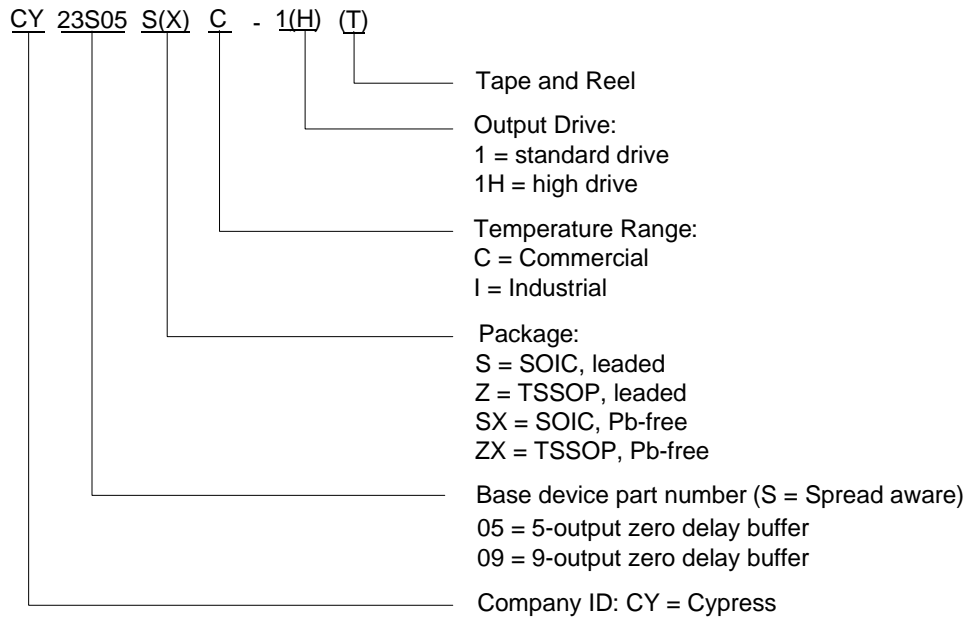 CY 23S05 S(X) C - 1(H) (T)
Tape and Reel
Output Drive:
1 = standard drive
1H = high drive
Temperature Range:
C = Commercial
I = Industrial
Package:
S = SOIC, leaded
Z = TSSOP, leaded
SX = SOIC, Pb-free
ZX = TSSOP, Pb-free
Base device part number (S = Spread aware)
05 = 5-output zero delay buffer
09 = 9-output zero delay buffer
Company ID: CY = Cypress